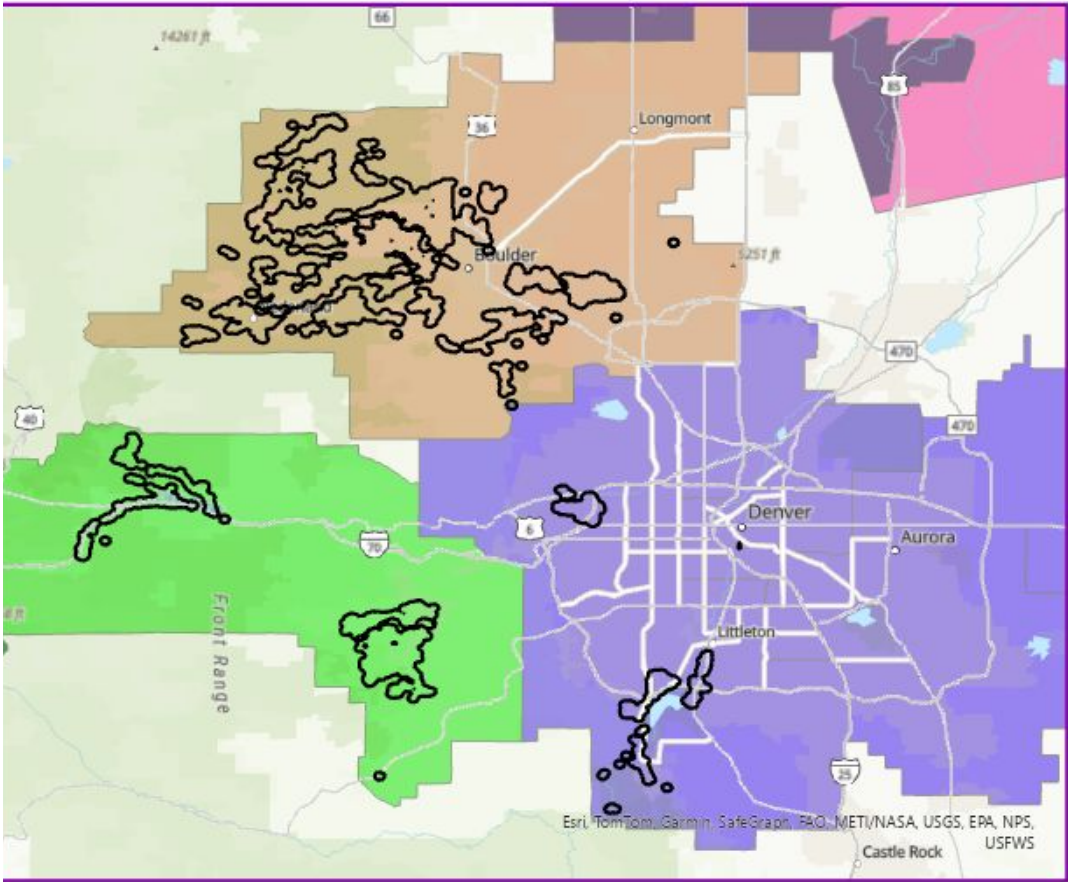 66
14261 ft
85
36
Longmont
Boulder
5251 ft
470
40
470
6
Denver
Aurora
70
Front Range
Littleton
25
Esri, TomTom, Garmin, SafeGraph, FAO, METI/NASA, USGS, EPA, NPS,
USFWS
Castle Rock